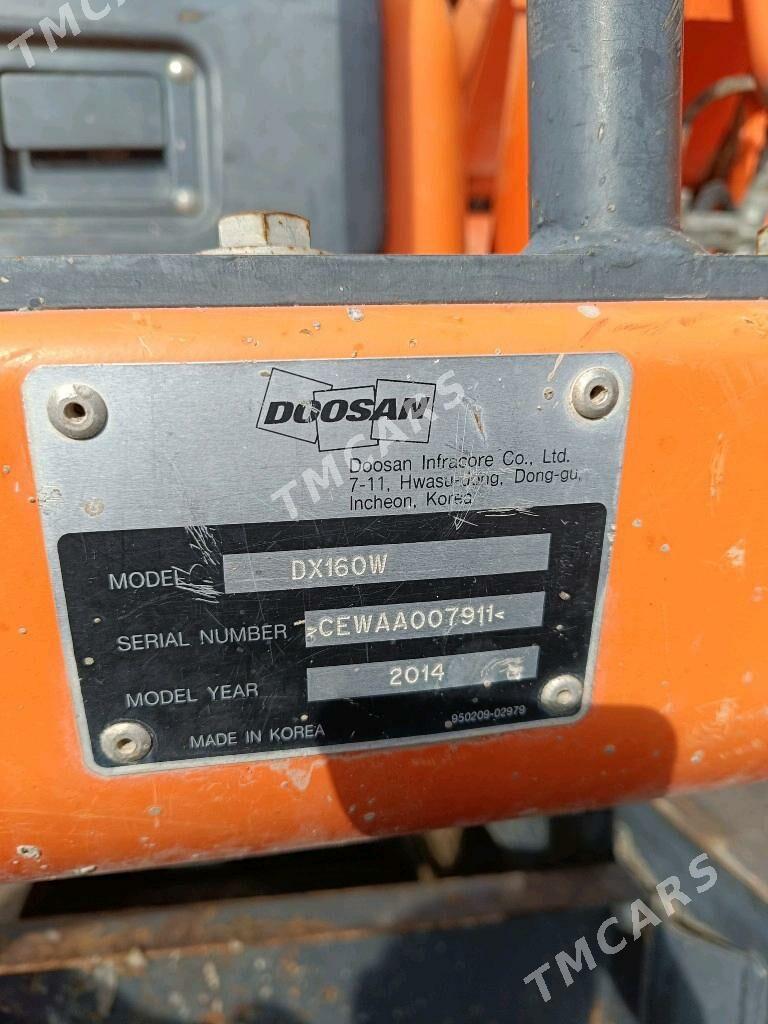 TMCARS
DOOSAN
Doosan Infracore Co., Ltd.
7-11, Hwasu-dong, Dong-gu,
Incheon, Korea
TMCARS
MODEL DX160W
SERIAL NUMBER >CEWAA007911<
MODEL YEAR 2014
950209-02979
MADE IN KOREA
TMCARS